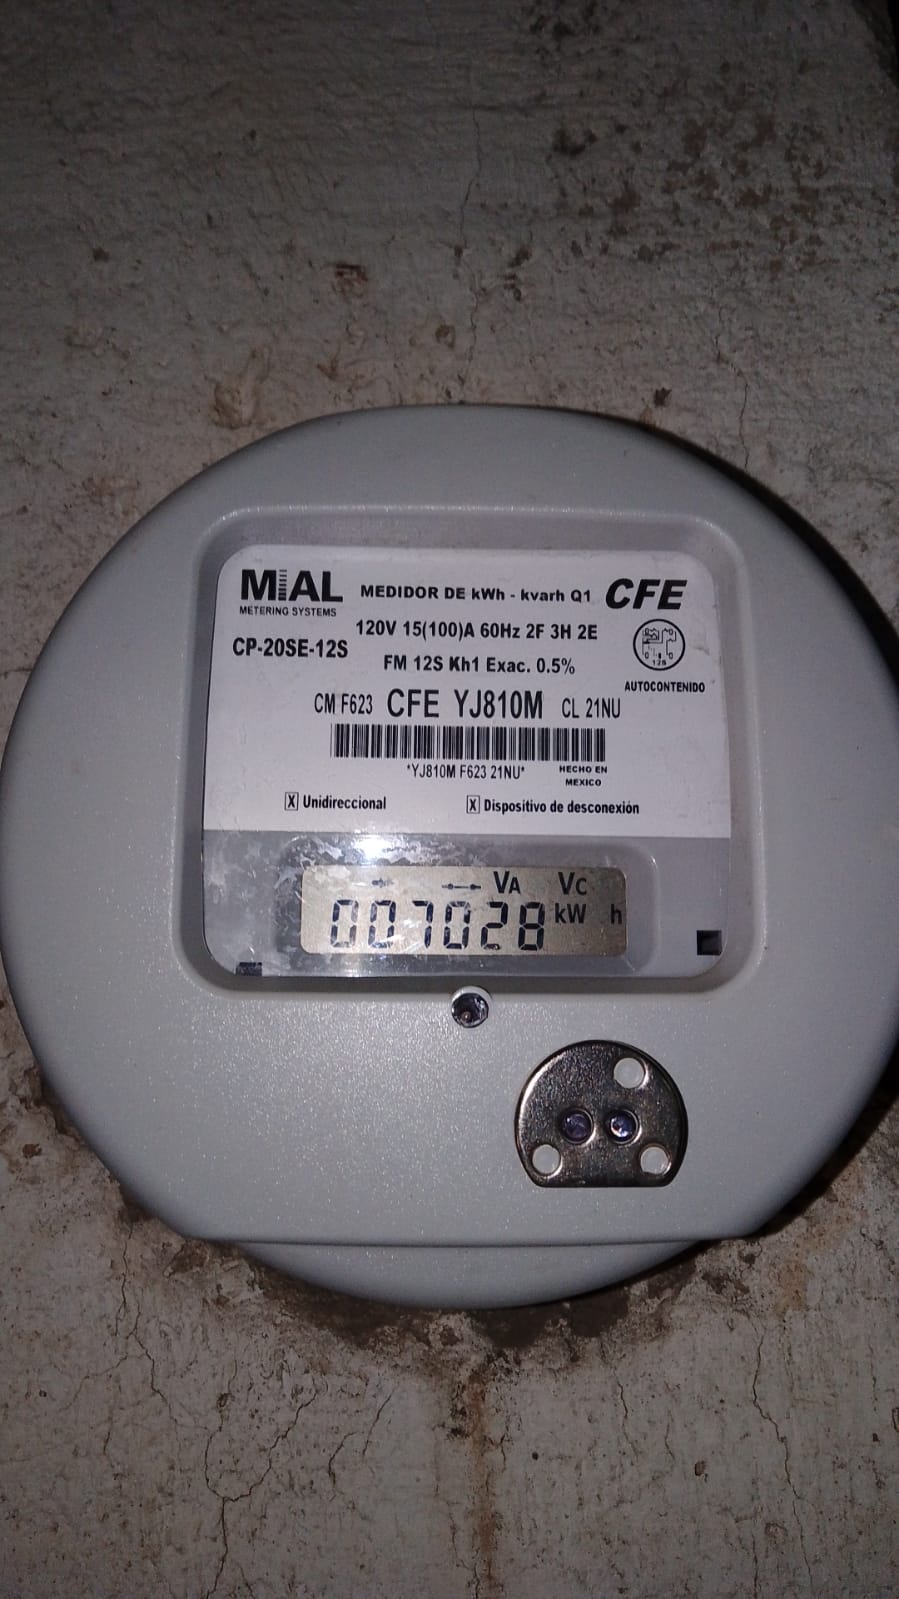 MIAL
METERING SYSTEMS
MEDIDOR DE kWh - kvarh Q1
CFE
120V 15(100)A 60Hz 2F 3H 2E
CP-20SE-12S
FM 12S Kh1 Exac. 0.5%
12S
AUTOCONTENIDO
CM F623 CFE YJ810M CL 21NU
*YJ810M F623 21NU*
HECHO EN
MEXICO
X Unidireccional
X Dispositivo de desconexión
VA VC
007028 kW h